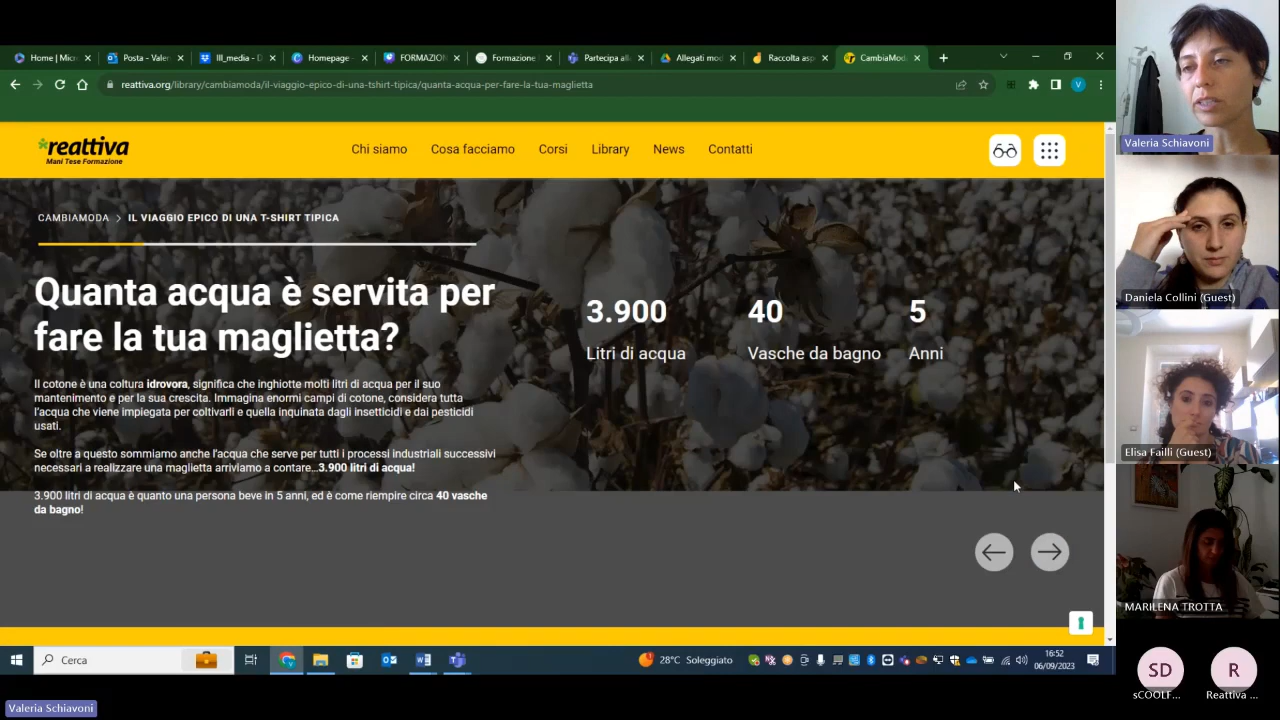 Home | Micr
Posta - Valer
III_media - D
Homepage -
FORMAZION
Formazione I
Partecipa alla
Allegati mod
Raccolta asp
CambiaModa
reattiva.org/library/cambiamoda/il-viaggio-epico-di-una-tshirt-tipica/quanta-acqua-per-fare-la-tua-maglietta
V
reattiva
Mani Tese Formazione
Chi siamo
Cosa facciamo
Corsi
Library
News
Contatti
CAMBIAMODA > IL VIAGGIO EPICO DI UNA T-SHIRT TIPICA
Quanta acqua è servita per
fare la tua maglietta?
Il cotone è una coltura idrovora, significa che inghiotte molti litri di acqua per il suo
mantenimento e per la sua crescita. Immagina enormi campi di cotone, considera tutta
l'acqua che viene impiegata per coltivarli e quella inquinata dagli insetticidi e dai pesticidi
usati.
Se oltre a questo sommiamo anche l'acqua che serve per tutti i processi industriali successivi
necessari a realizzare una maglietta arriviamo a contare…3.900 litri di acqua!
3.900 litri di acqua è quanto una persona beve in 5 anni, ed è come riempire circa 40 vasche
da bagno!
3.900
Litri di acqua
40
Vasche da bagno
5
Anni
Cerca
28°C Soleggiato
16:52
06/09/2023
Valeria Schiavoni
Daniela Collini (Guest)
Elisa Failli (Guest)
MARILENA TROTTA
SD
sCOOLF...
R
Reattiva ...
Valeria Schiavoni